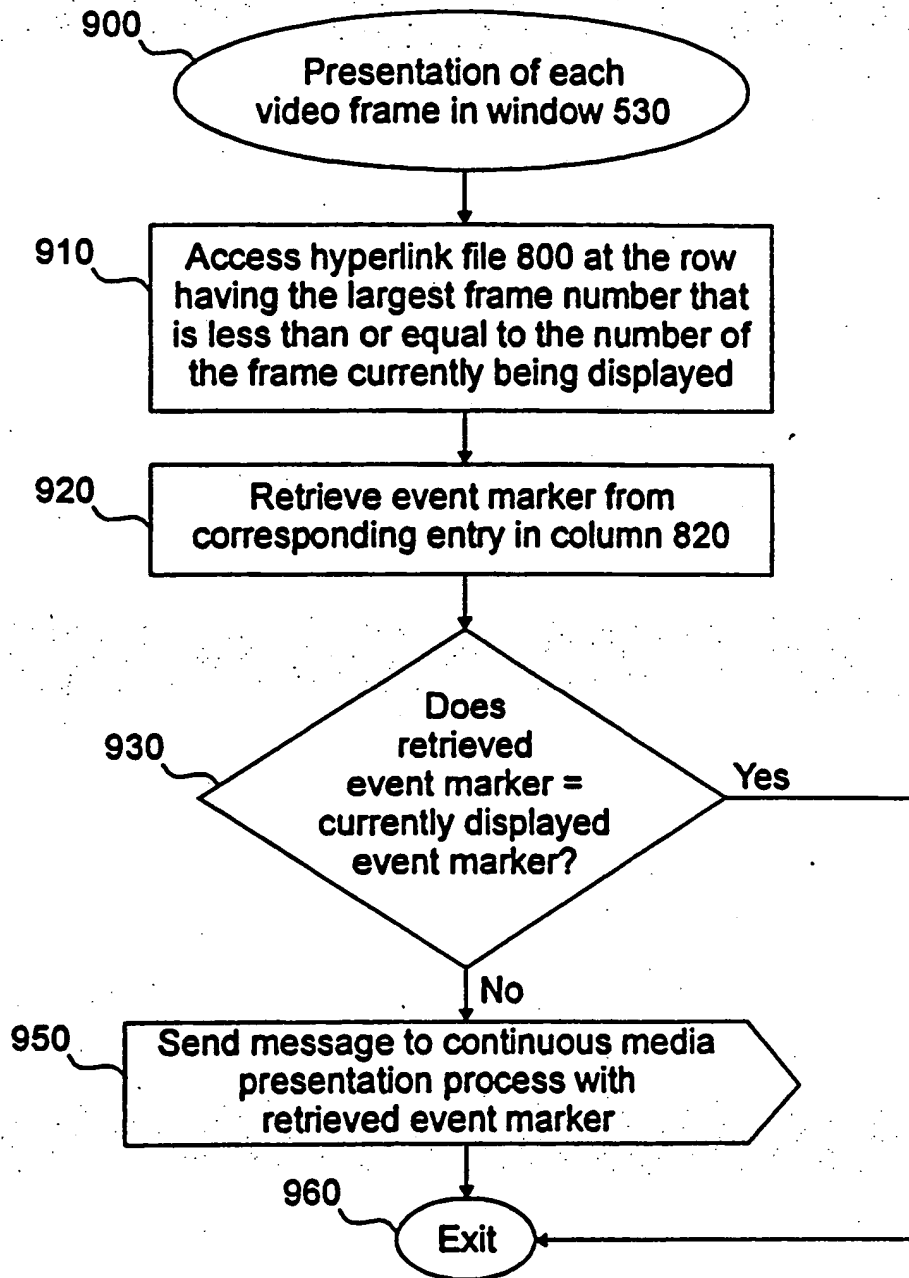 900
Presentation of each
video frame in window 530
910
Access hyperlink file 800 at the row
having the largest frame number that
is less than or equal to the number of
the frame currently being displayed
920
Retrieve event marker from
corresponding entry in column 820
930
Does
retrieved
event marker =
currently displayed
event marker?
Yes
No
950
Send message to continuous media
presentation process with
retrieved event marker
960
Exit